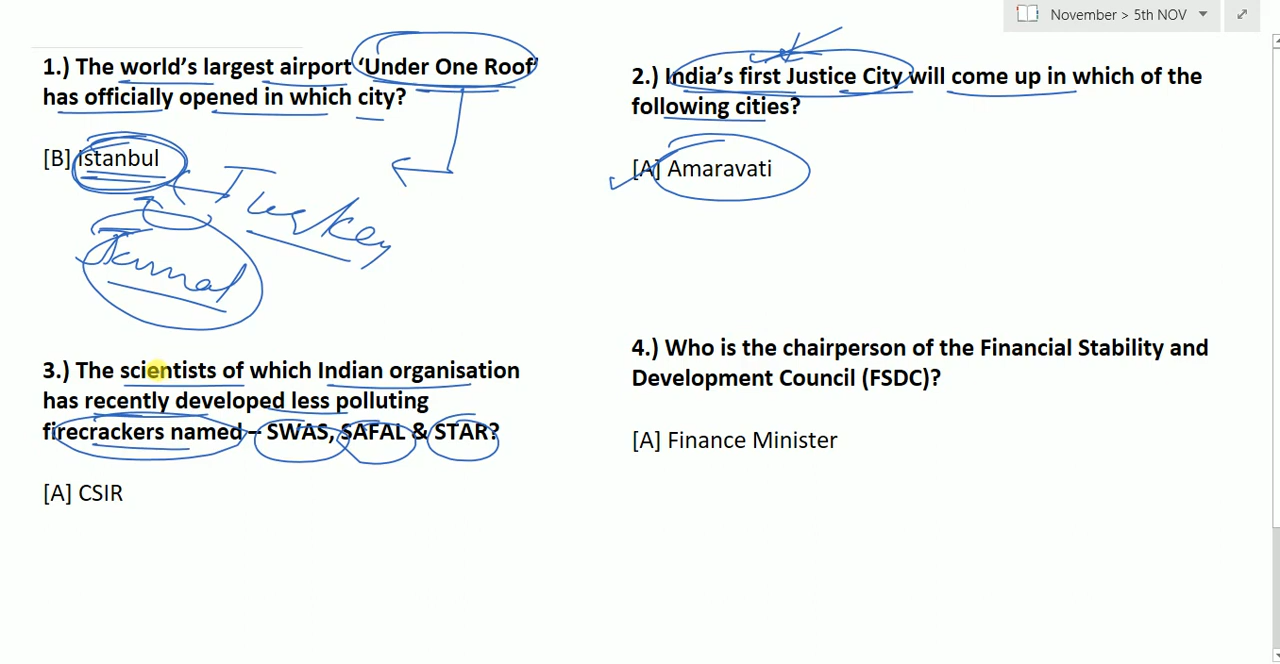 November > 5th NOV
1.) The world's largest airport ‘Under One Roof’
has officially opened in which city?
[B] Istanbul
Turkey
2.) India's first Justice City will come up in which of the
following cities?
[A] Amaravati
3.) The scientists of which Indian organisation
has recently developed less polluting
firecrackers named – SWAS, SAFAL & STAR?
[A] CSIR
4.) Who is the chairperson of the Financial Stability and
Development Council (FSDC)?
[A] Finance Minister